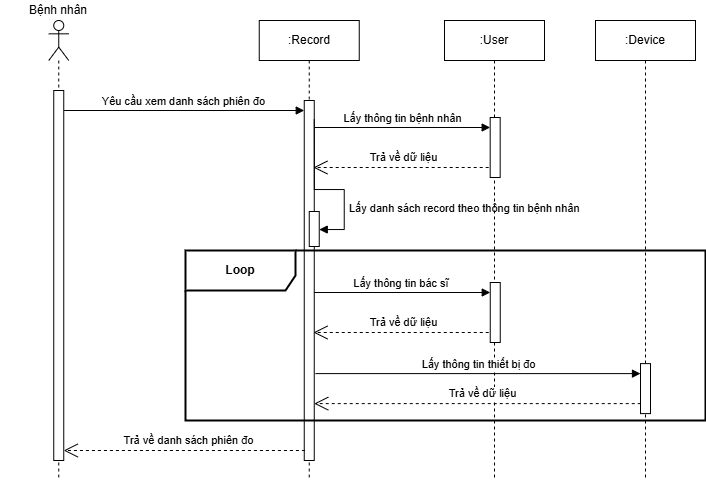 Bệnh nhân
:Record
:User
:Device
Yêu cầu xem danh sách phiên đo
Lấy thông tin bệnh nhân
Trả về dữ liệu
Lấy danh sách record theo thông tin bệnh nhân
Loop
Lấy thông tin bác sĩ
Trả về dữ liệu
Lấy thông tin thiết bị đo
Trả về dữ liệu
Trả về danh sách phiên đo